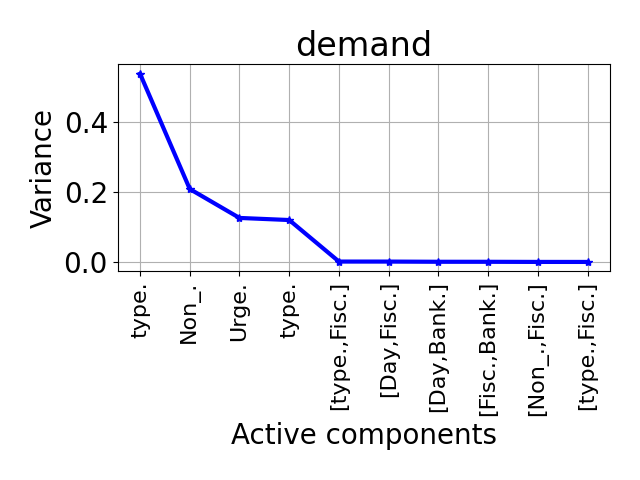 demand
Variance
0.4
0.2
0.0
type.
Non_.
Urge.
type.
[type.,Fisc.]
[Day,Fisc.]
[Day,Bank.]
[Fisc.,Bank.]
[Non_.,Fisc.]
[type.,Fisc.]
Active components